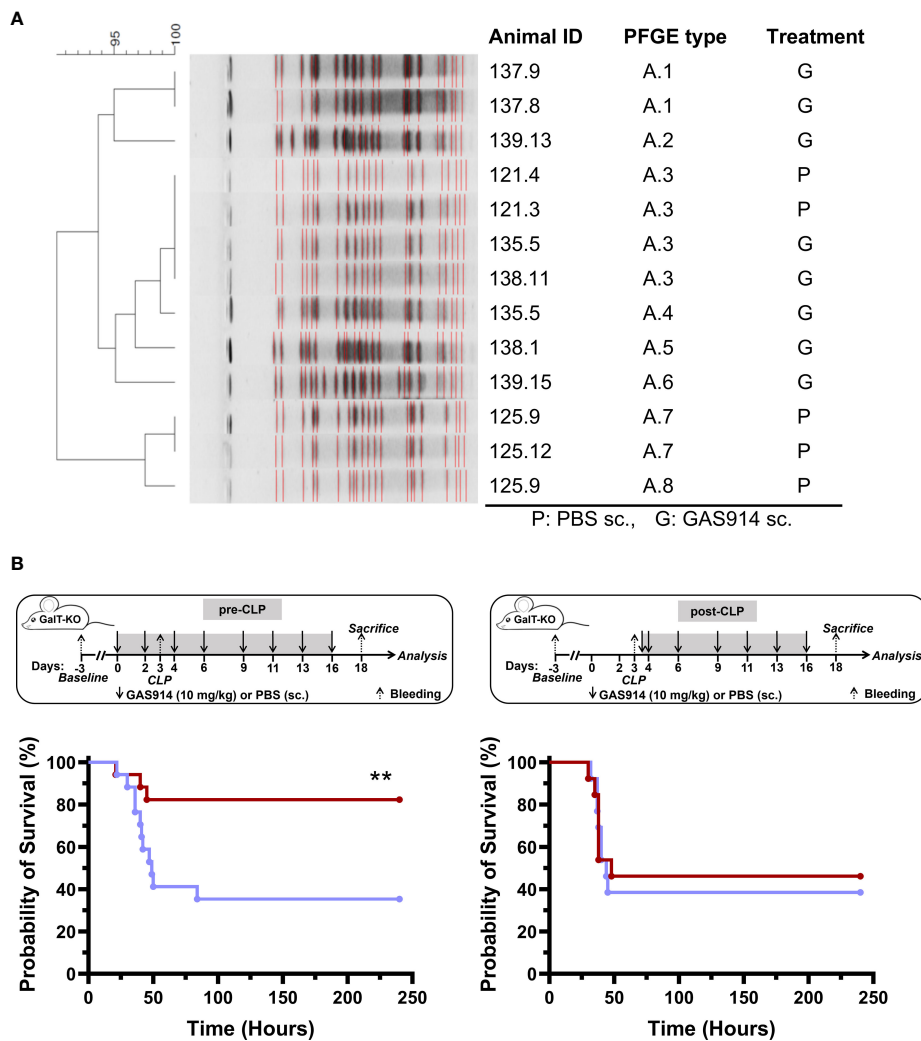 A
95 100
Animal ID PFGE type Treatment
137.9 A.1 G
137.8 A.1 G
139.13 A.2 G
121.4 A.3 P
121.3 A.3 P
135.5 A.3 G
138.11 A.3 G
135.5 A.4 G
138.1 A.5 G
139.15 A.6 G
125.9 A.7 P
125.12 A.7 P
125.9 A.8 P
P: PBS sc., G: GAS914 sc.
B
GalT-KO
pre-CLP
Sacrifice
Analysis
Days: -3 0 2 3 4 6 9 11 13 16 18
Baseline CLP
GAS914 (10 mg/kg) or PBS (sc.) Bleeding
GalT-KO
post-CLP
Sacrifice
Analysis
Days: -3 0 2 3 4 6 9 11 13 16 18
Baseline CLP
GAS914 (10 mg/kg) or PBS (sc.) Bleeding
Probability of Survival (%)
100
80
60
40
20
0
**
0 50 100 150 200 250
Time (Hours)
Probability of Survival (%)
100
80
60
40
20
0
0 50 100 150 200 250
Time (Hours)